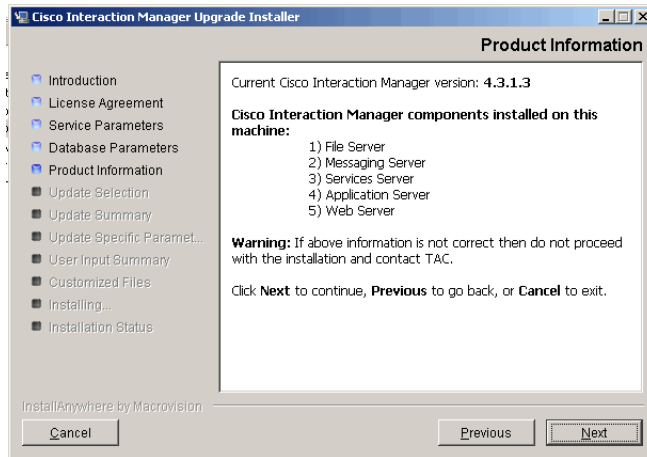 Cisco Interaction Manager Upgrade Installer
Product Information
Introduction
License Agreement
Service Parameters
Database Parameters
Product Information
Update Selection
Update Summary
Update Specific Paramet...
User Input Summary
Customized Files
Installing...
Installation Status
Current Cisco Interaction Manager version: 4.3.1.3
Cisco Interaction Manager components installed on this
machine:
1) File Server
2) Messaging Server
3) Services Server
4) Application Server
5) Web Server
Warning: If above information is not correct then do not proceed
with the installation and contact TAC.
Click Next to continue, Previous to go back, or Cancel to exit.
InstallAnywhere by Macrovision
Cancel
Previous
Next